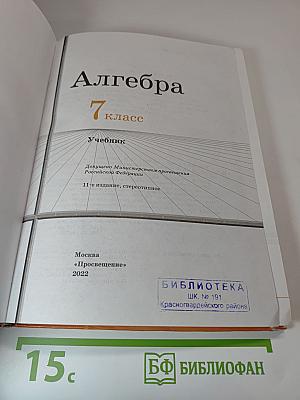 Алгебра
7 класс
Учебник
Допущено Министерством просвещения
Российской Федерации
11-е издание, стереотипное
Москва
«Просвещение»
2022
БИБЛИОТЕКА
ШК. № 191
Красногвардейского района
15с
БФ БИБЛИОФАН